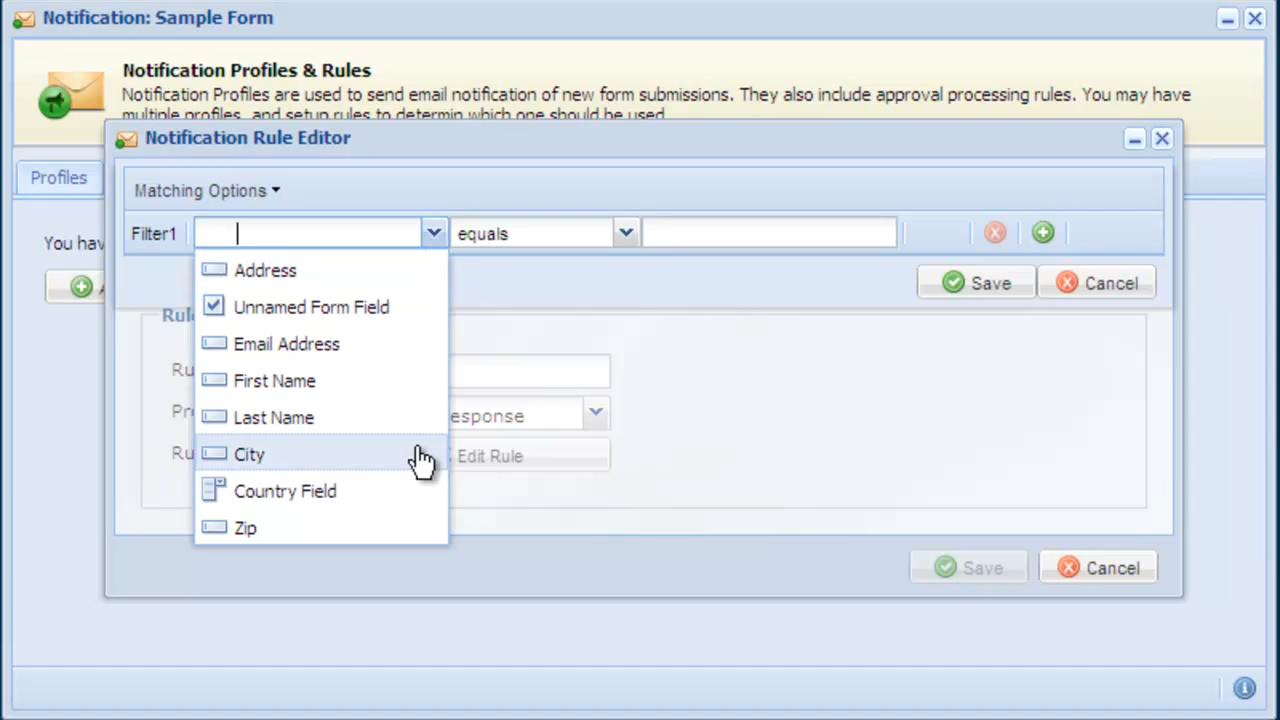 Notification: Sample Form
Notification Profiles & Rules
Notification Profiles are used to send email notification of new form submissions. They also include approval processing rules. You may have
multiple profiles, and setup rules to determin which one should be used.
Notification Rule Editor
Profiles
Matching Options
You hav
Filter1 equals
Address
Save Cancel
Unnamed Form Field
Rul
Email Address
Ru
First Name
Pr esponse
Last Name
Ru Edit Rule
City
Country Field
Zip
Save Cancel